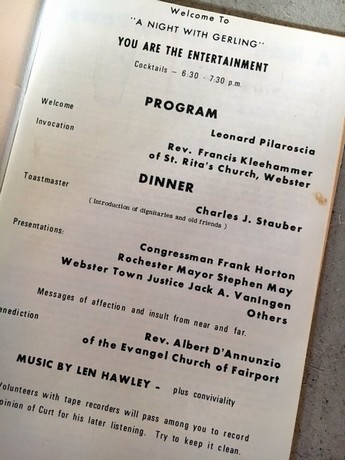 Welcome To
"A NIGHT WITH GERLING"
YOU ARE THE ENTERTAINMENT
Cocktails — 6:30 - 7:30 p.m.
PROGRAM
Welcome Leonard Pilaroscia
Invocation Rev. Francis Kleehammer
of St. Rita's Church, Webster
DINNER
Toastmaster Charles J. Stauber
( Introduction of dignitaries and old friends )
Presentations:
Congressman Frank Horton
Rochester Mayor Stephen May
Webster Town Justice Jack A. VanIngen
Others
Messages of affection and insult from near and far.
enediction Rev. Albert D'Annunzio
of the Evangel Church of Fairport
MUSIC BY LEN HAWLEY - plus conviviality
Volunteers with tape recorders will pass among you to record
opinion of Curt for his later listening. Try to keep it clean.